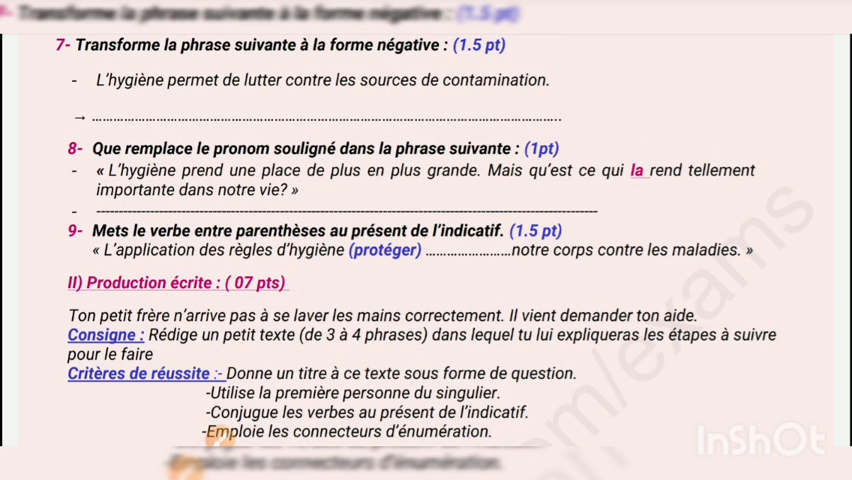 7- Transforme la phrase suivante à la forme négative : (1.5 pt)
- L’hygiène permet de lutter contre les sources de contamination.
→ ……………………………………………………………………………………………………………..
8- Que remplace le pronom souligné dans la phrase suivante : (1pt)
- « L’hygiène prend une place de plus en plus grande. Mais qu’est ce qui la rend tellement
importante dans notre vie? »
- ----------------------------------------------------------------------------------------------------------------
9- Mets le verbe entre parenthèses au présent de l’indicatif. (1.5 pt)
« L’application des règles d’hygiène (protéger) ……………………notre corps contre les maladies. »
II) Production écrite : ( 07 pts)
Ton petit frère n’arrive pas à se laver les mains correctement. Il vient demander ton aide.
Consigne : Rédige un petit texte (de 3 à 4 phrases) dans lequel tu lui expliqueras les étapes à suivre
pour le faire
Critères de réussite :- Donne un titre à ce texte sous forme de question.
-Utilise la première personne du singulier.
-Conjugue les verbes au présent de l’indicatif.
-Emploie les connecteurs d’énumération.
om/exams
InShOt